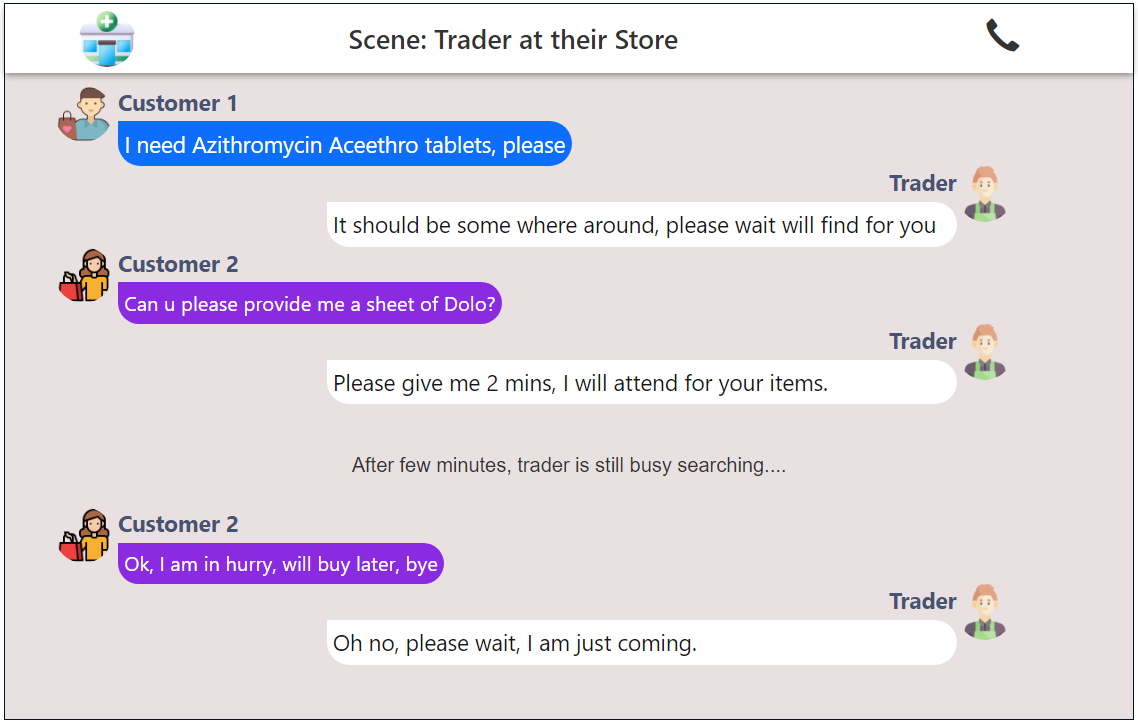 Scene: Trader at their Store
Customer 1
I need Azithromycin Aceethro tablets, please
Trader
It should be some where around, please wait will find for you
Customer 2
Can u please provide me a sheet of Dolo?
Trader
Please give me 2 mins, I will attend for your items.
After few minutes, trader is still busy searching....
Customer 2
Ok, I am in hurry, will buy later, bye
Trader
Oh no, please wait, I am just coming.